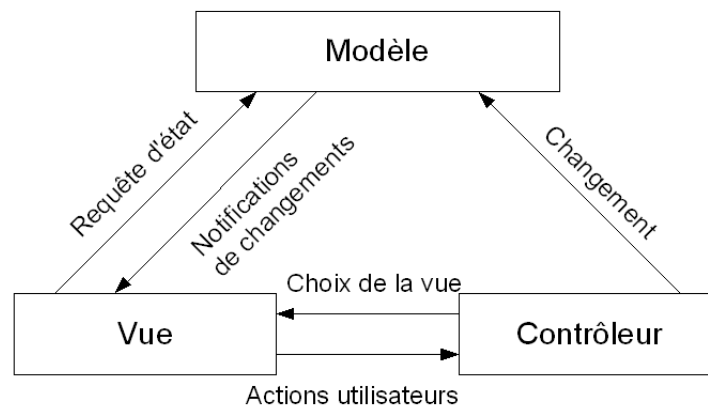 Modèle
Requête d'état
Notifications
de changements
Changement
Choix de la vue
Vue
Contrôleur
Actions utilisateurs